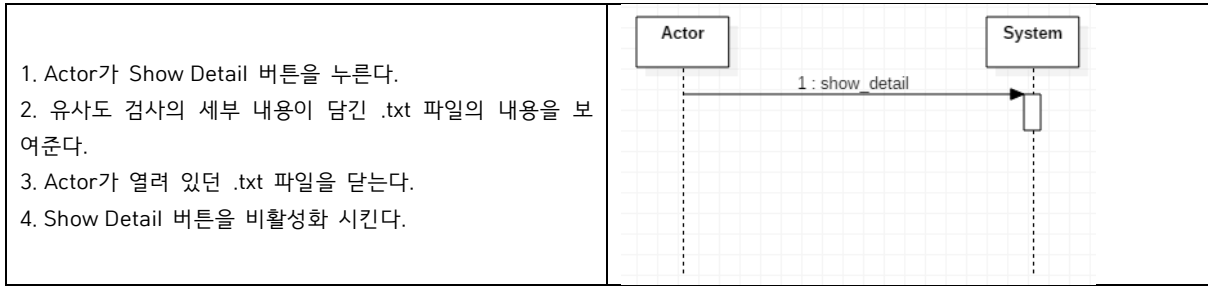 1. Actor가 Show Detail 버튼을 누른다.
2. 유사도 검사의 세부 내용이 담긴 .txt 파일의 내용을 보
여준다.
3. Actor가 열려 있던 .txt 파일을 닫는다.
4. Show Detail 버튼을 비활성화 시킨다.
Actor
System
1 : show_detail